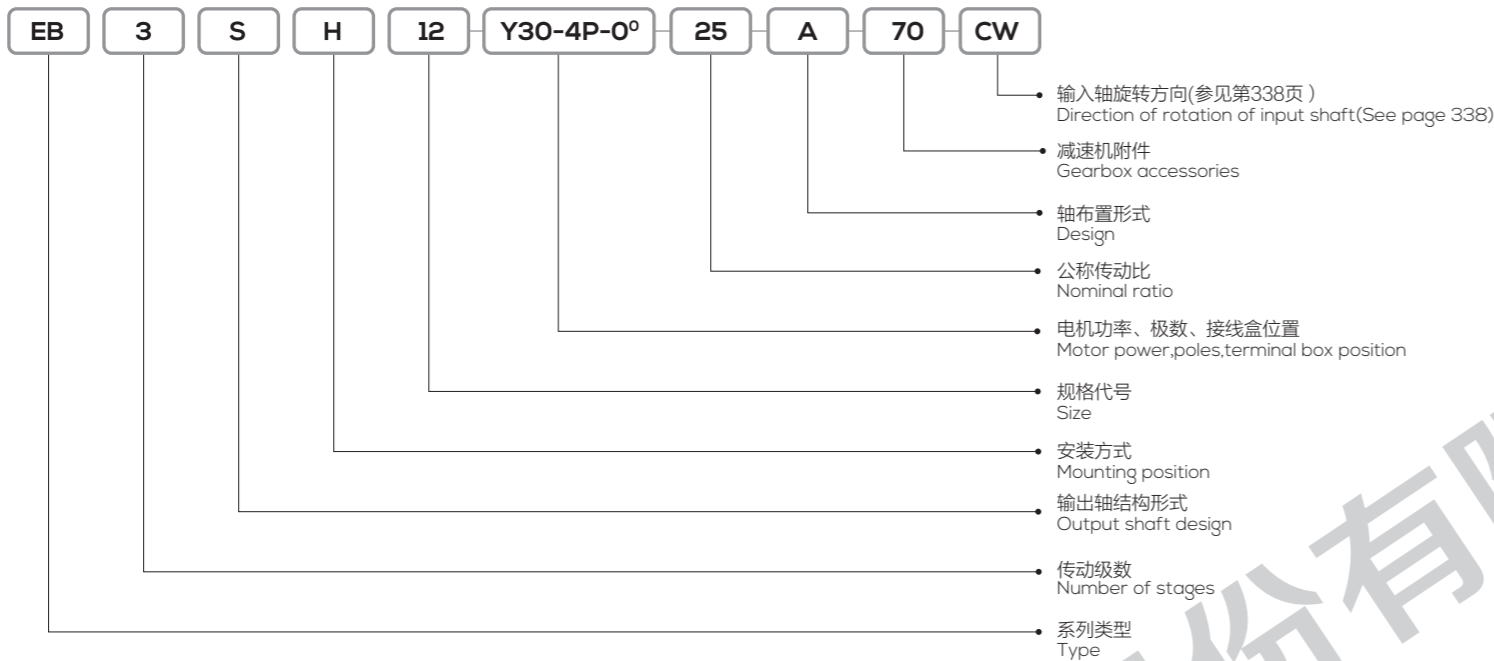 EB 3 S H 12 Y30-4P-0⁰ 25 A 70 CW
输入轴旋转方向(参见第338页 )
Direction of rotation of input shaft(See page 338)
减速机附件
Gearbox accessories
轴布置形式
Design
公称传动比
Nominal ratio
电机功率、极数、接线盒位置
Motor power,poles,terminal box position
规格代号
Size
安装方式
Mounting position
输出轴结构形式
Output shaft design
传动级数
Number of stages
系列类型
Type
份有